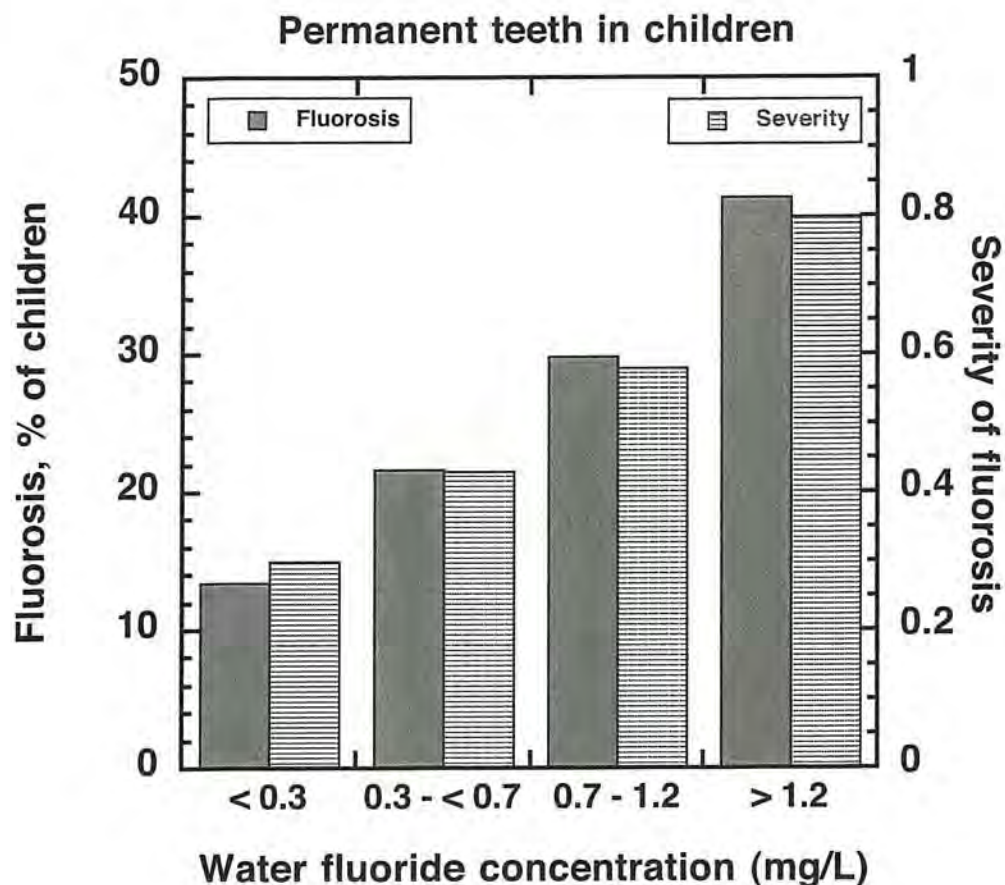 Permanent teeth in children
50
40
30
20
10
0
Fluorosis, % of children
Fluorosis
Severity
1
0.8
0.6
0.4
0.2
0
Severity of fluorosis
< 0.3 0.3 - < 0.7 0.7 - 1.2 > 1.2
Water fluoride concentration (mg/L)